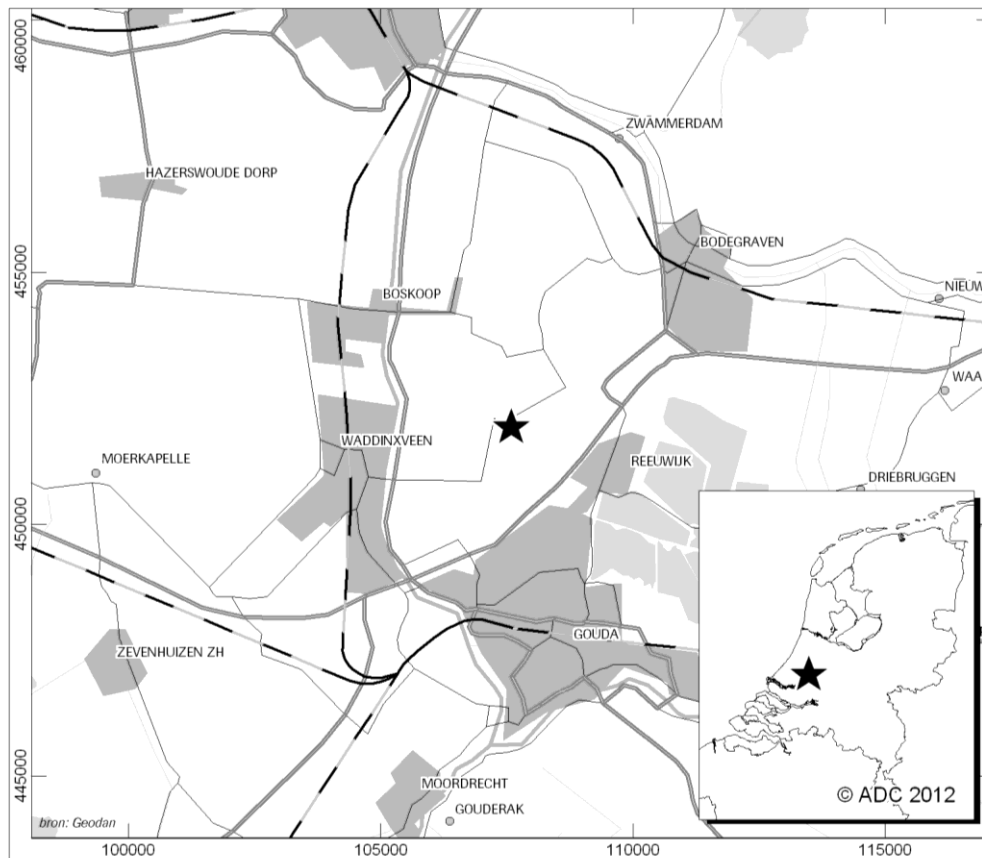 460000
ZWAMMERDAM
HAZERSWOUDE DORP
BODEGRAVEN
455000
NIEUW
BOSKOOP
WAA
WADDINXVEEN
MOERKAPELLE
REEUWIJK
DRIEBRUGGEN
450000
GOUDA
ZEVENHUIZEN ZH
445000
MOORDRECHT
GOUDERAK
© ADC 2012
bron: Geodan
100000
105000
110000
115000